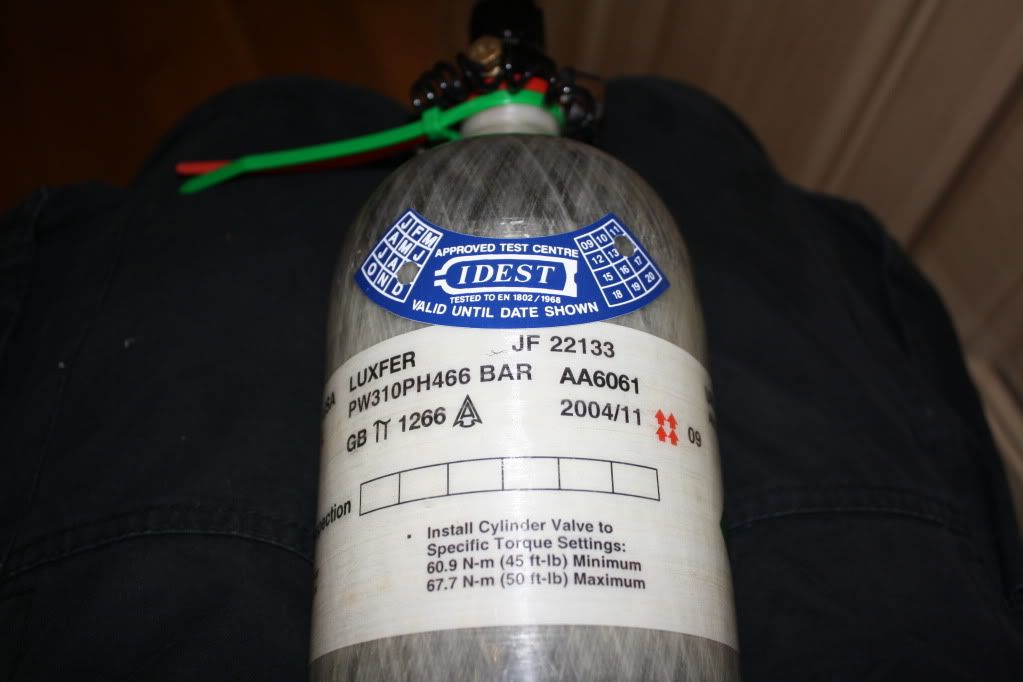 J F M
A M J
J A
O N D
APPROVED TEST CENTRE
IDEST
TESTED TO EN 1802 / 1968
VALID UNTIL DATE SHOWN
09 10 11
12 13
15 16 17
18 19 20
LUXFER JF 22133
PW310PH466 BAR AA6061
GB 1266 2004/11 09
Install Cylinder Valve to
Specific Torque Settings:
60.9 N-m (45 ft-lb) Minimum
67.7 N-m (50 ft-lb) Maximum